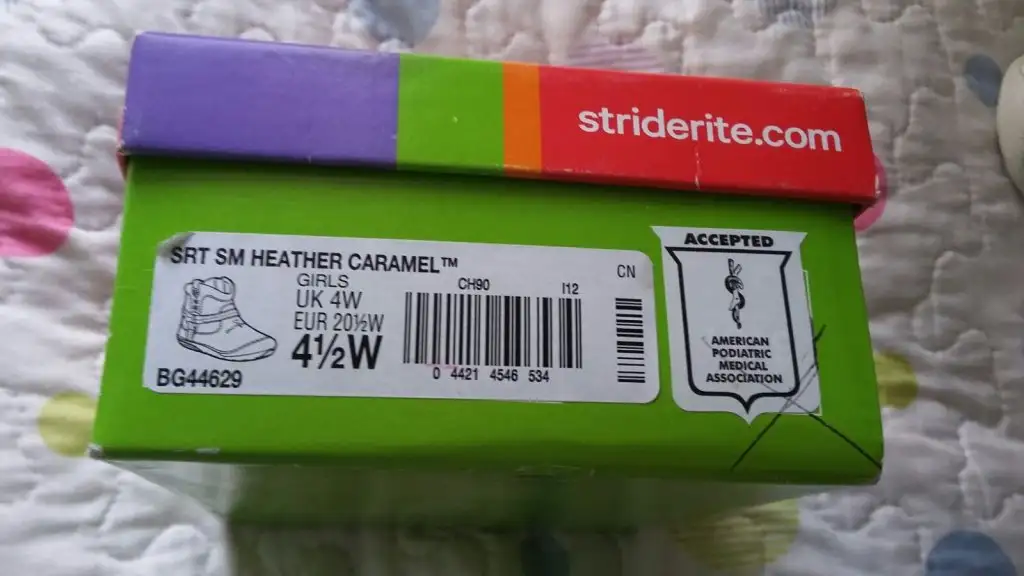 striderite.com
SRT SM HEATHER CARAMEL™
GIRLS
UK 4W
EUR 20½W
4½W
BG44629
CH90 I12
CN
0 4421 4546 534
ACCEPTED
AMERICAN
PODIATRIC
MEDICAL
ASSOCIATION